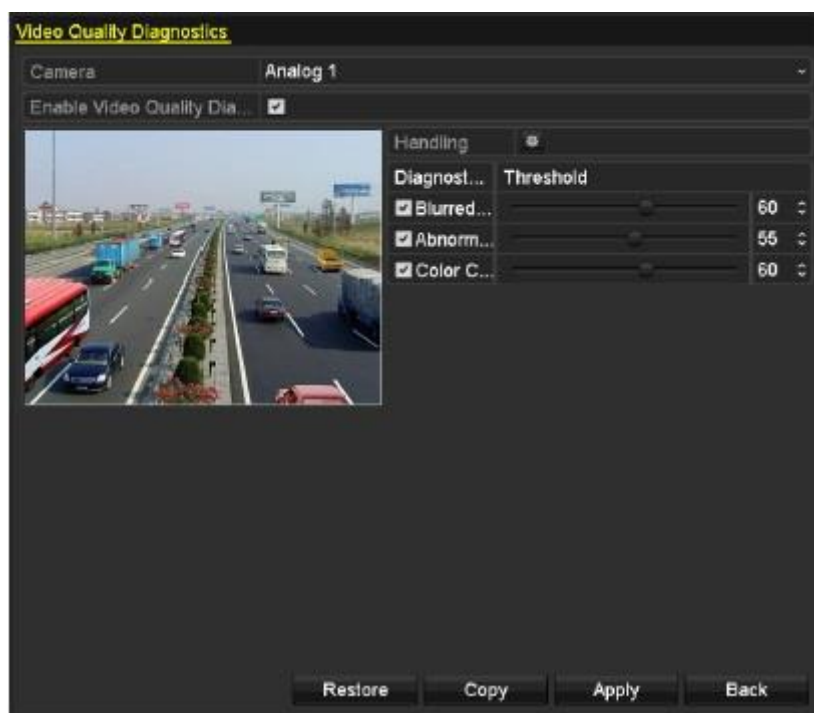 Video Quality Diagnostics
Camera Analog 1
Enable Video Quality Dia...
Handling
Diagnost... Threshold
Blurred... 60
Abnorm... 55
Color C... 60
Restore Copy Apply Back